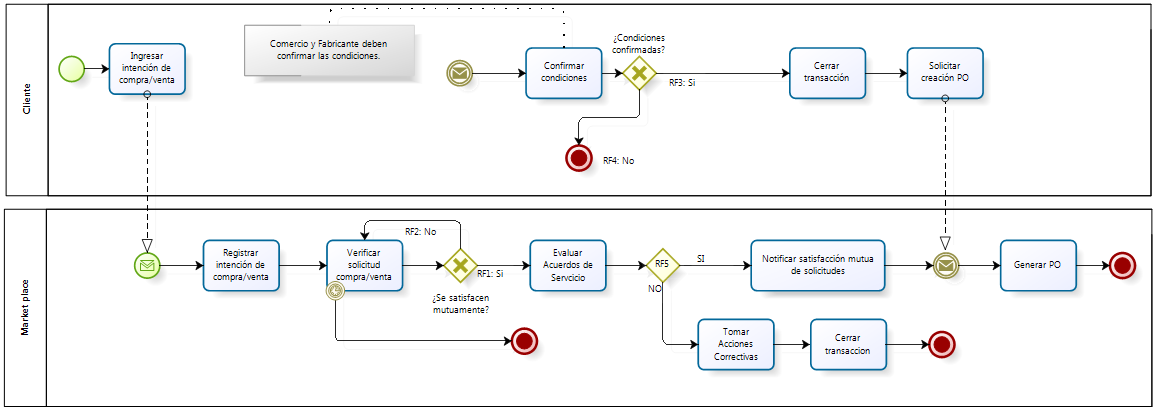 Cliente
Ingresar
intención de
compra/venta
Comercio y Fabricante deben
confirmar las condiciones.
Confirmar
condiciones
¿Condiciones
confirmadas?
RF3: Si
RF4: No
Cerrar
transacción
Solicitar
creación PO
Market place
Registrar
intención de
compra/venta
Verificar
solicitud
compra/venta
RF2: No
RF1: Si
¿Se satisfacen
mutuamente?
Evaluar
Acuerdos de
Servcicio
RF5
SI
NO
Notificar satisfacción mutua
de solicitudes
Generar PO
Tomar
Acciones
Correctivas
Cerrar
transaccion